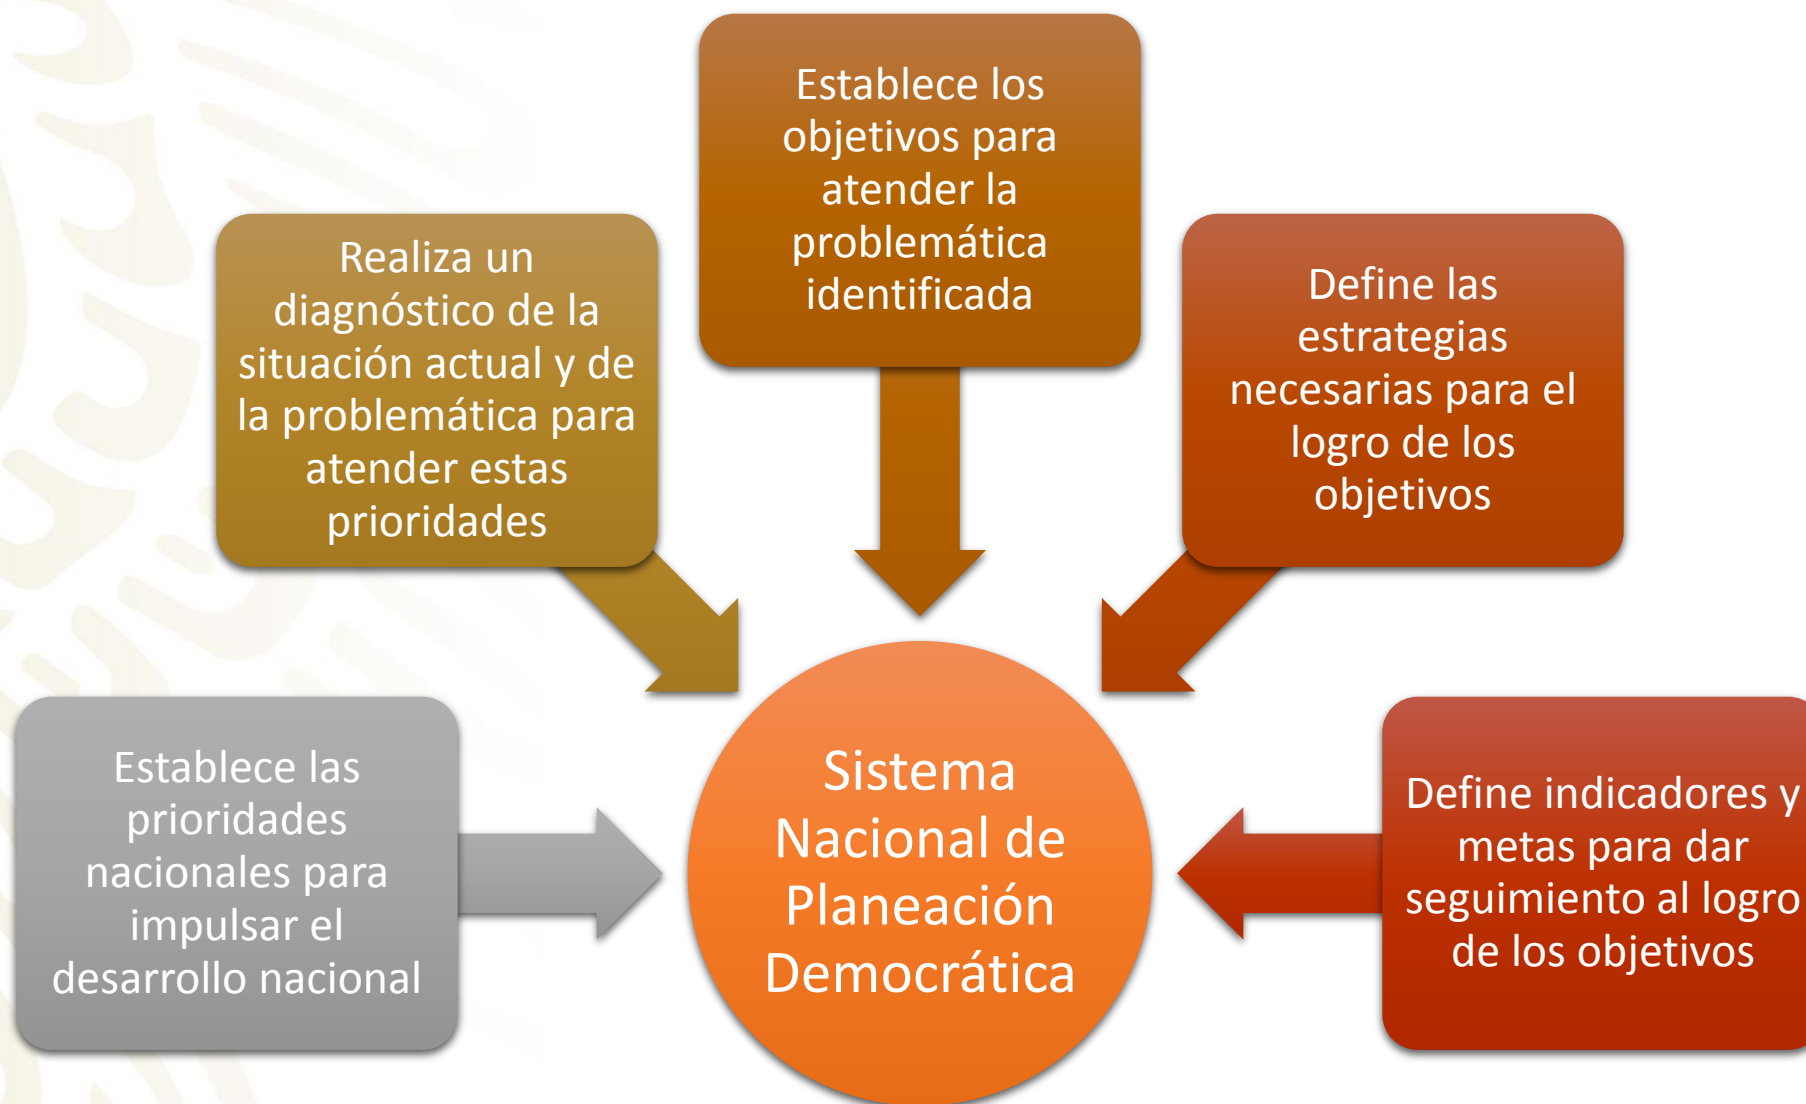 Establece las
prioridades
nacionales para
impulsar el
desarrollo nacional
Realiza un
diagnóstico de la
situación actual y de
la problemática para
atender estas
prioridades
Establece los
objetivos para
atender la
problemática
identificada
Define las
estrategias
necesarias para el
logro de los
objetivos
Define indicadores y
metas para dar
seguimiento al logro
de los objetivos
Sistema
Nacional de
Planeación
Democrática